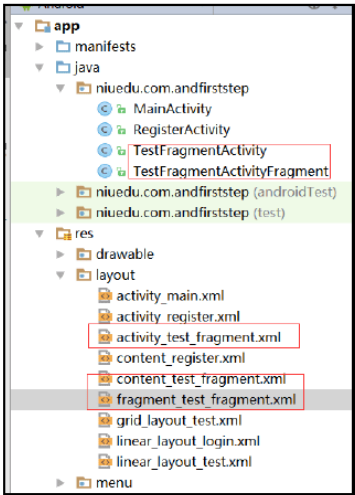 app
manifests
java
niuedu.com.andfirststep
MainActivity
RegisterActivity
TestFragmentActivity
TestFragmentActivityFragment
niuedu.com.andfirststep (androidTest)
niuedu.com.andfirststep (test)
res
drawable
layout
activity_main.xml
activity_register.xml
activity_test_fragment.xml
content_register.xml
content_test_fragment.xml
fragment_test_fragment.xml
grid_layout_test.xml
linear_layout_login.xml
linear_layout_test.xml
menu